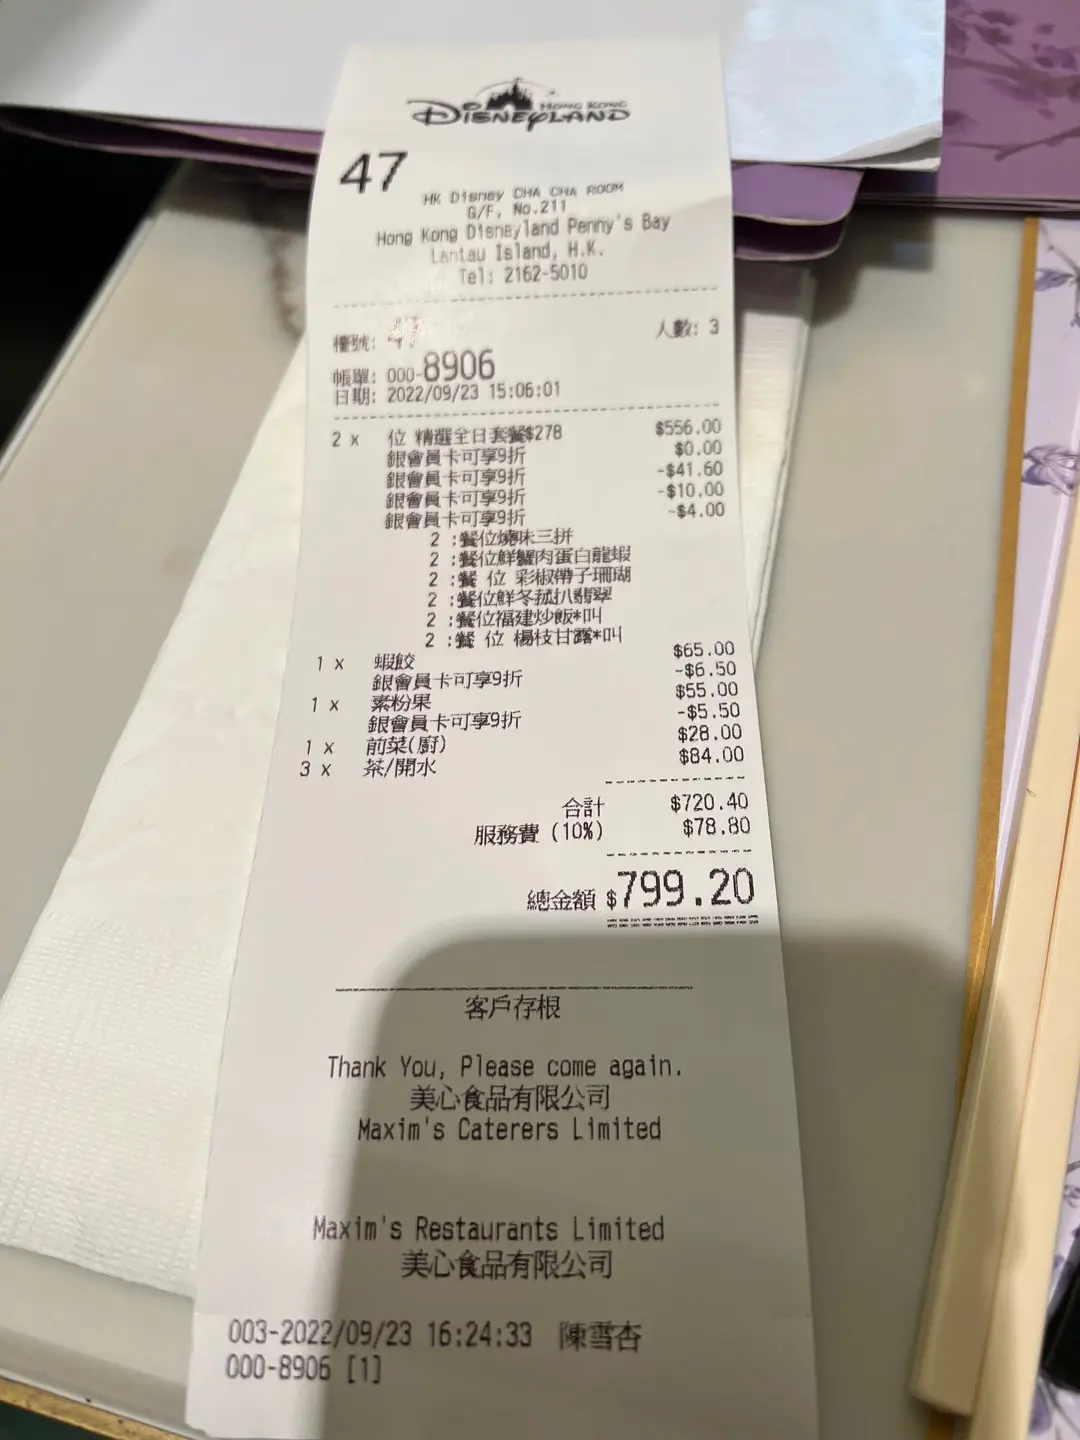 HONG KONG
DISNEYLAND
47
HK Disney CHA CHA ROOM
G/F, No.211
Hong Kong Disneyland Penny's Bay
Lantau Island, H.K.
Tel: 2162-5010
檯號: 47 人數: 3
帳單: 000-8906
日期: 2022/09/23 15:06:01
2 x 位 精選全日套餐$278 $556.00
銀會員卡可享9折 $0.00
銀會員卡可享9折 -$41.60
銀會員卡可享9折 -$10.00
銀會員卡可享9折 -$4.00
2 :餐位燒味三拼
2 :餐位鮮蟹肉蛋白龍蝦
2 :餐 位 彩椒帶子珊瑚
2 :餐位鮮冬菰扒翡翠
2 :餐位福建炒飯*叫
2 :餐 位 楊枝甘露*叫
1 x 蝦餃 $65.00
銀會員卡可享9折 -$6.50
1 x 素粉果 $55.00
銀會員卡可享9折 -$5.50
1 x 前菜(廚) $28.00
3 x 茶/開水 $84.00
合計 $720.40
服務費 (10%) $78.80
總金額 $799.20
客戶存根
Thank You, Please come again.
美心食品有限公司
Maxim's Caterers Limited
Maxim's Restaurants Limited
美心食品有限公司
003-2022/09/23 16:24:33 陳雪杏
000-8906 [1]